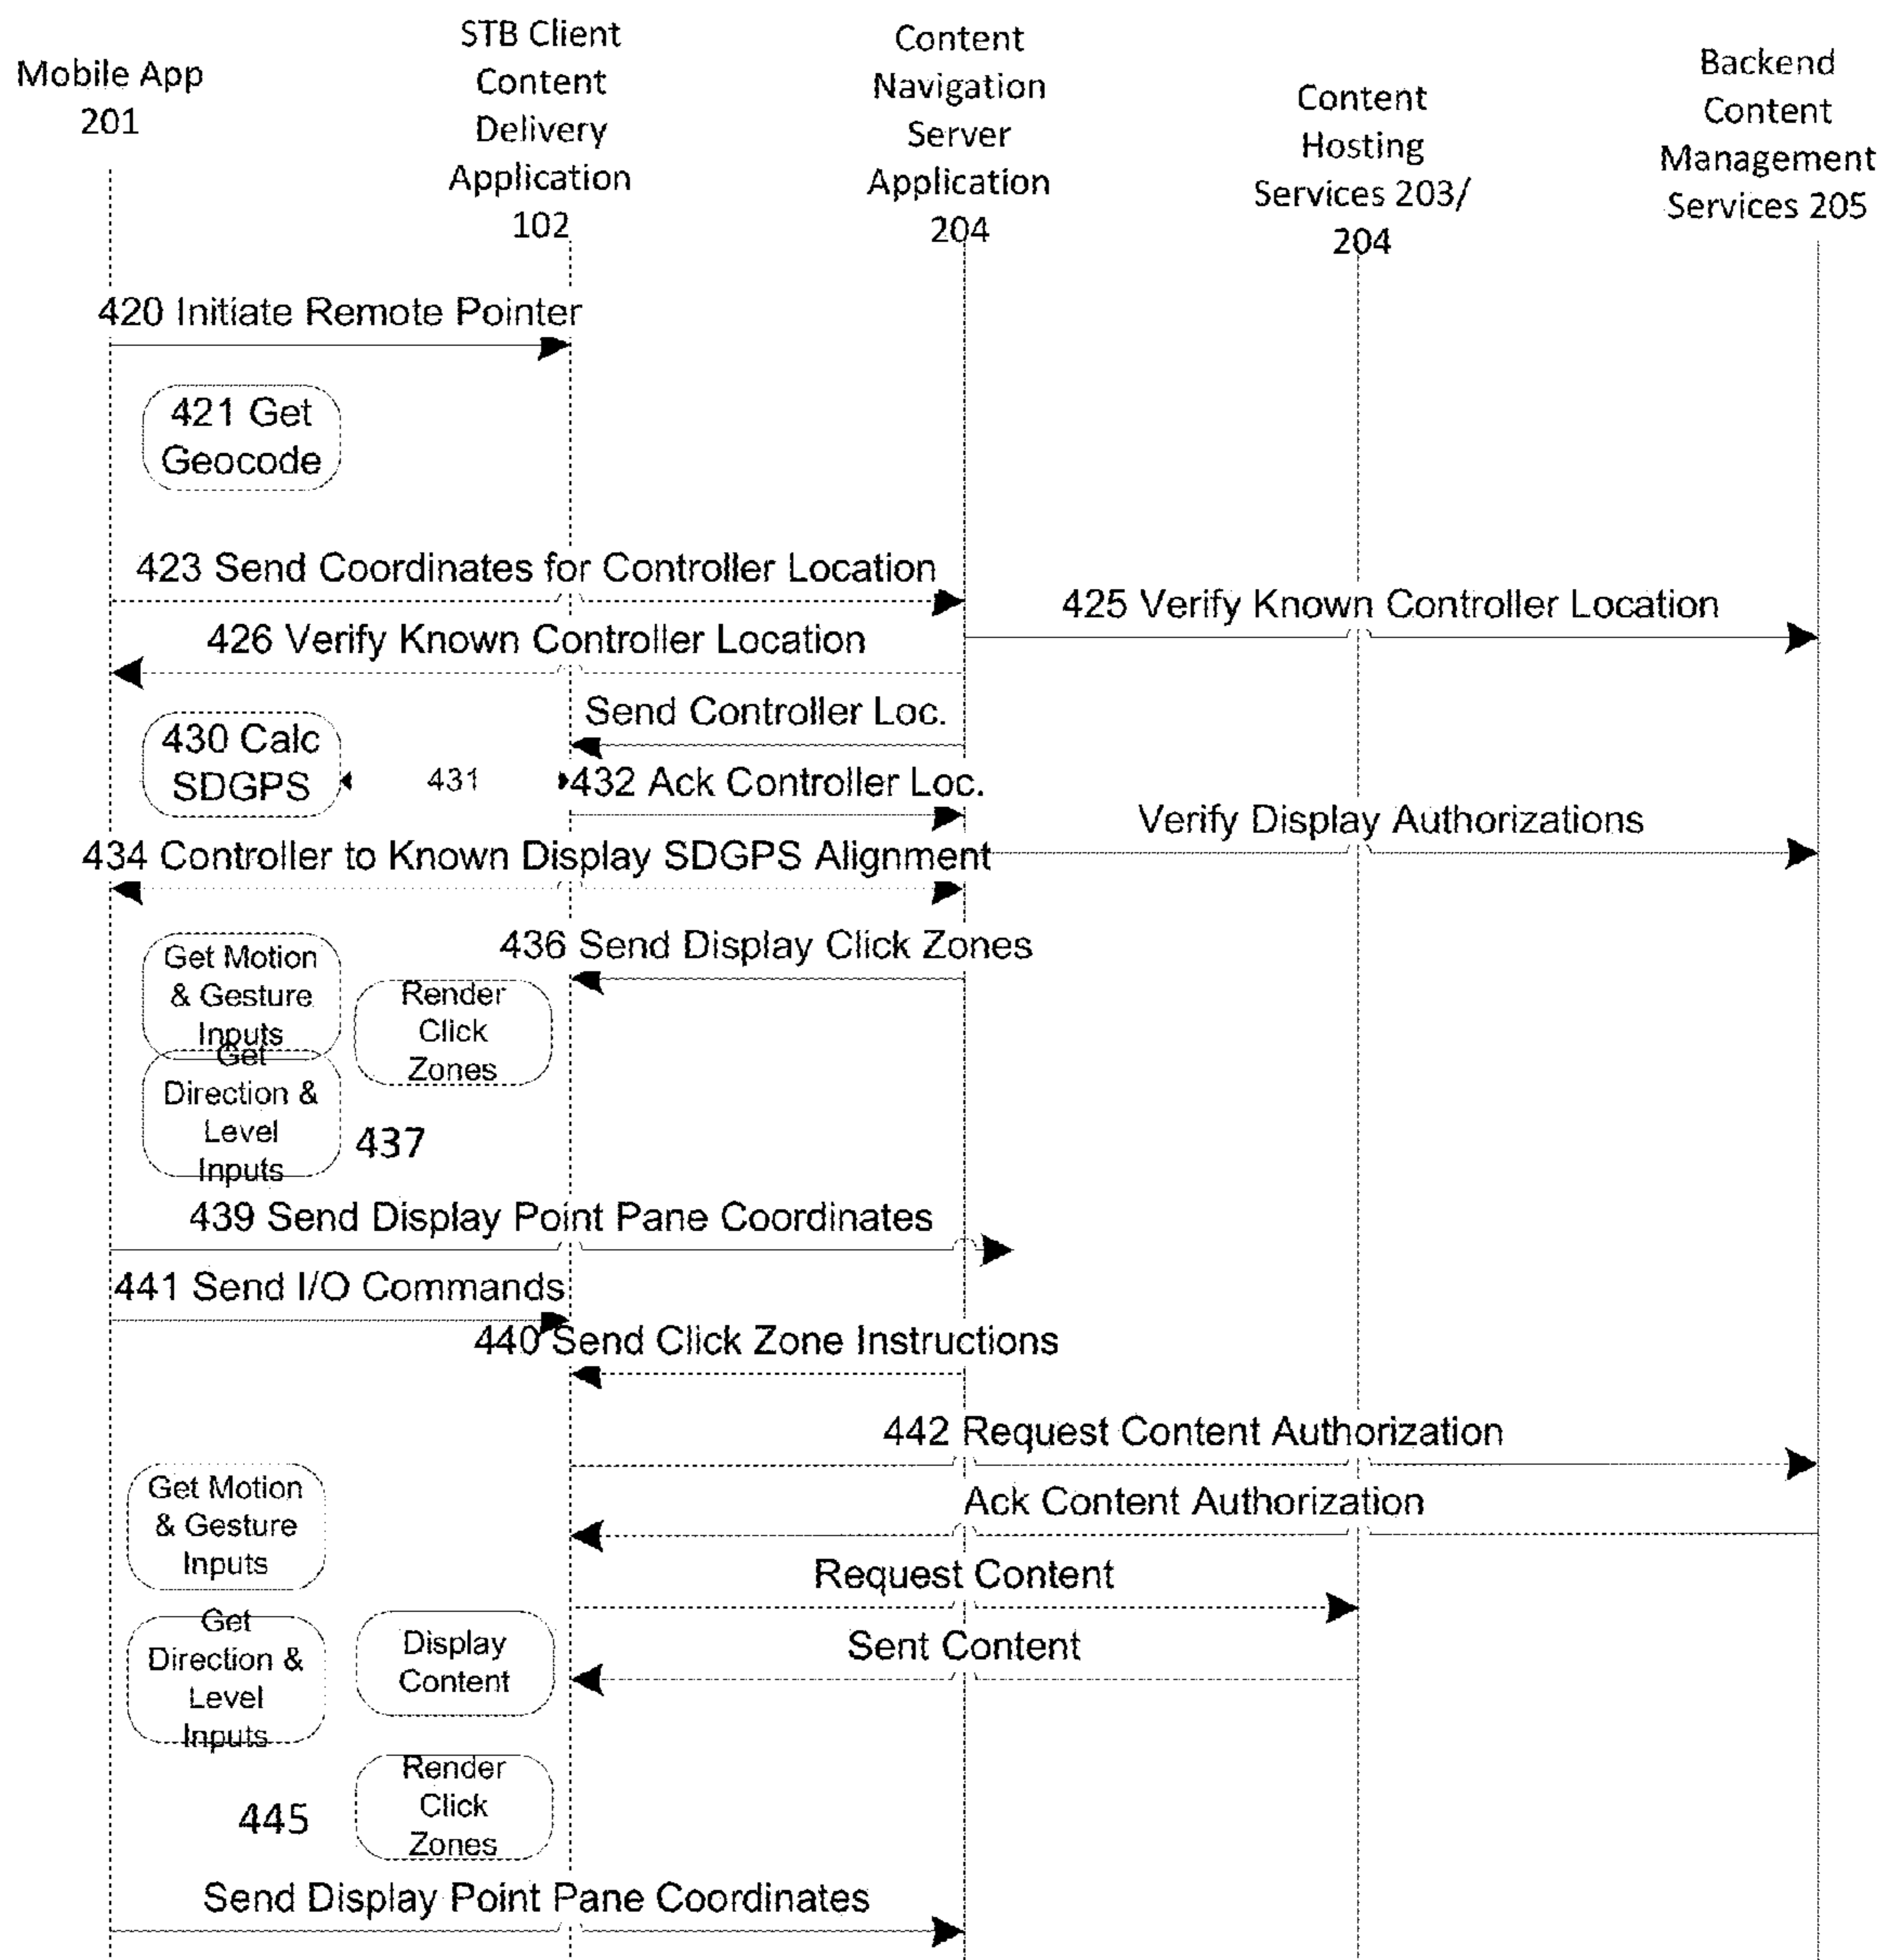 Mobile App
201
STB Client
Content
Delivery
Application
102
Content
Navigation
Server
Application
204
Content
Hosting
Services 203/
204
Backend
Content
Management
Services 205
420 Initiate Remote Pointer
421 Get
Geocode
423 Send Coordinates for Controller Location
425 Verify Known Controller Location
426 Verify Known Controller Location
Send Controller Loc.
430 Calc
SDGPS
431
432 Ack Controller Loc.
Verify Display Authorizations
434 Controller to Known Display SDGPS Alignment
436 Send Display Click Zones
Get Motion
& Gesture
Inputs
Render
Click
Zones
Get
Direction &
Level
Inputs
437
439 Send Display Point Pane Coordinates
441 Send I/O Commands
440 Send Click Zone Instructions
442 Request Content Authorization
Get Motion
& Gesture
Inputs
Ack Content Authorization
Request Content
Get
Direction &
Level
Inputs
Display
Content
Sent Content
Render
Click
Zones
445
Send Display Point Pane Coordinates